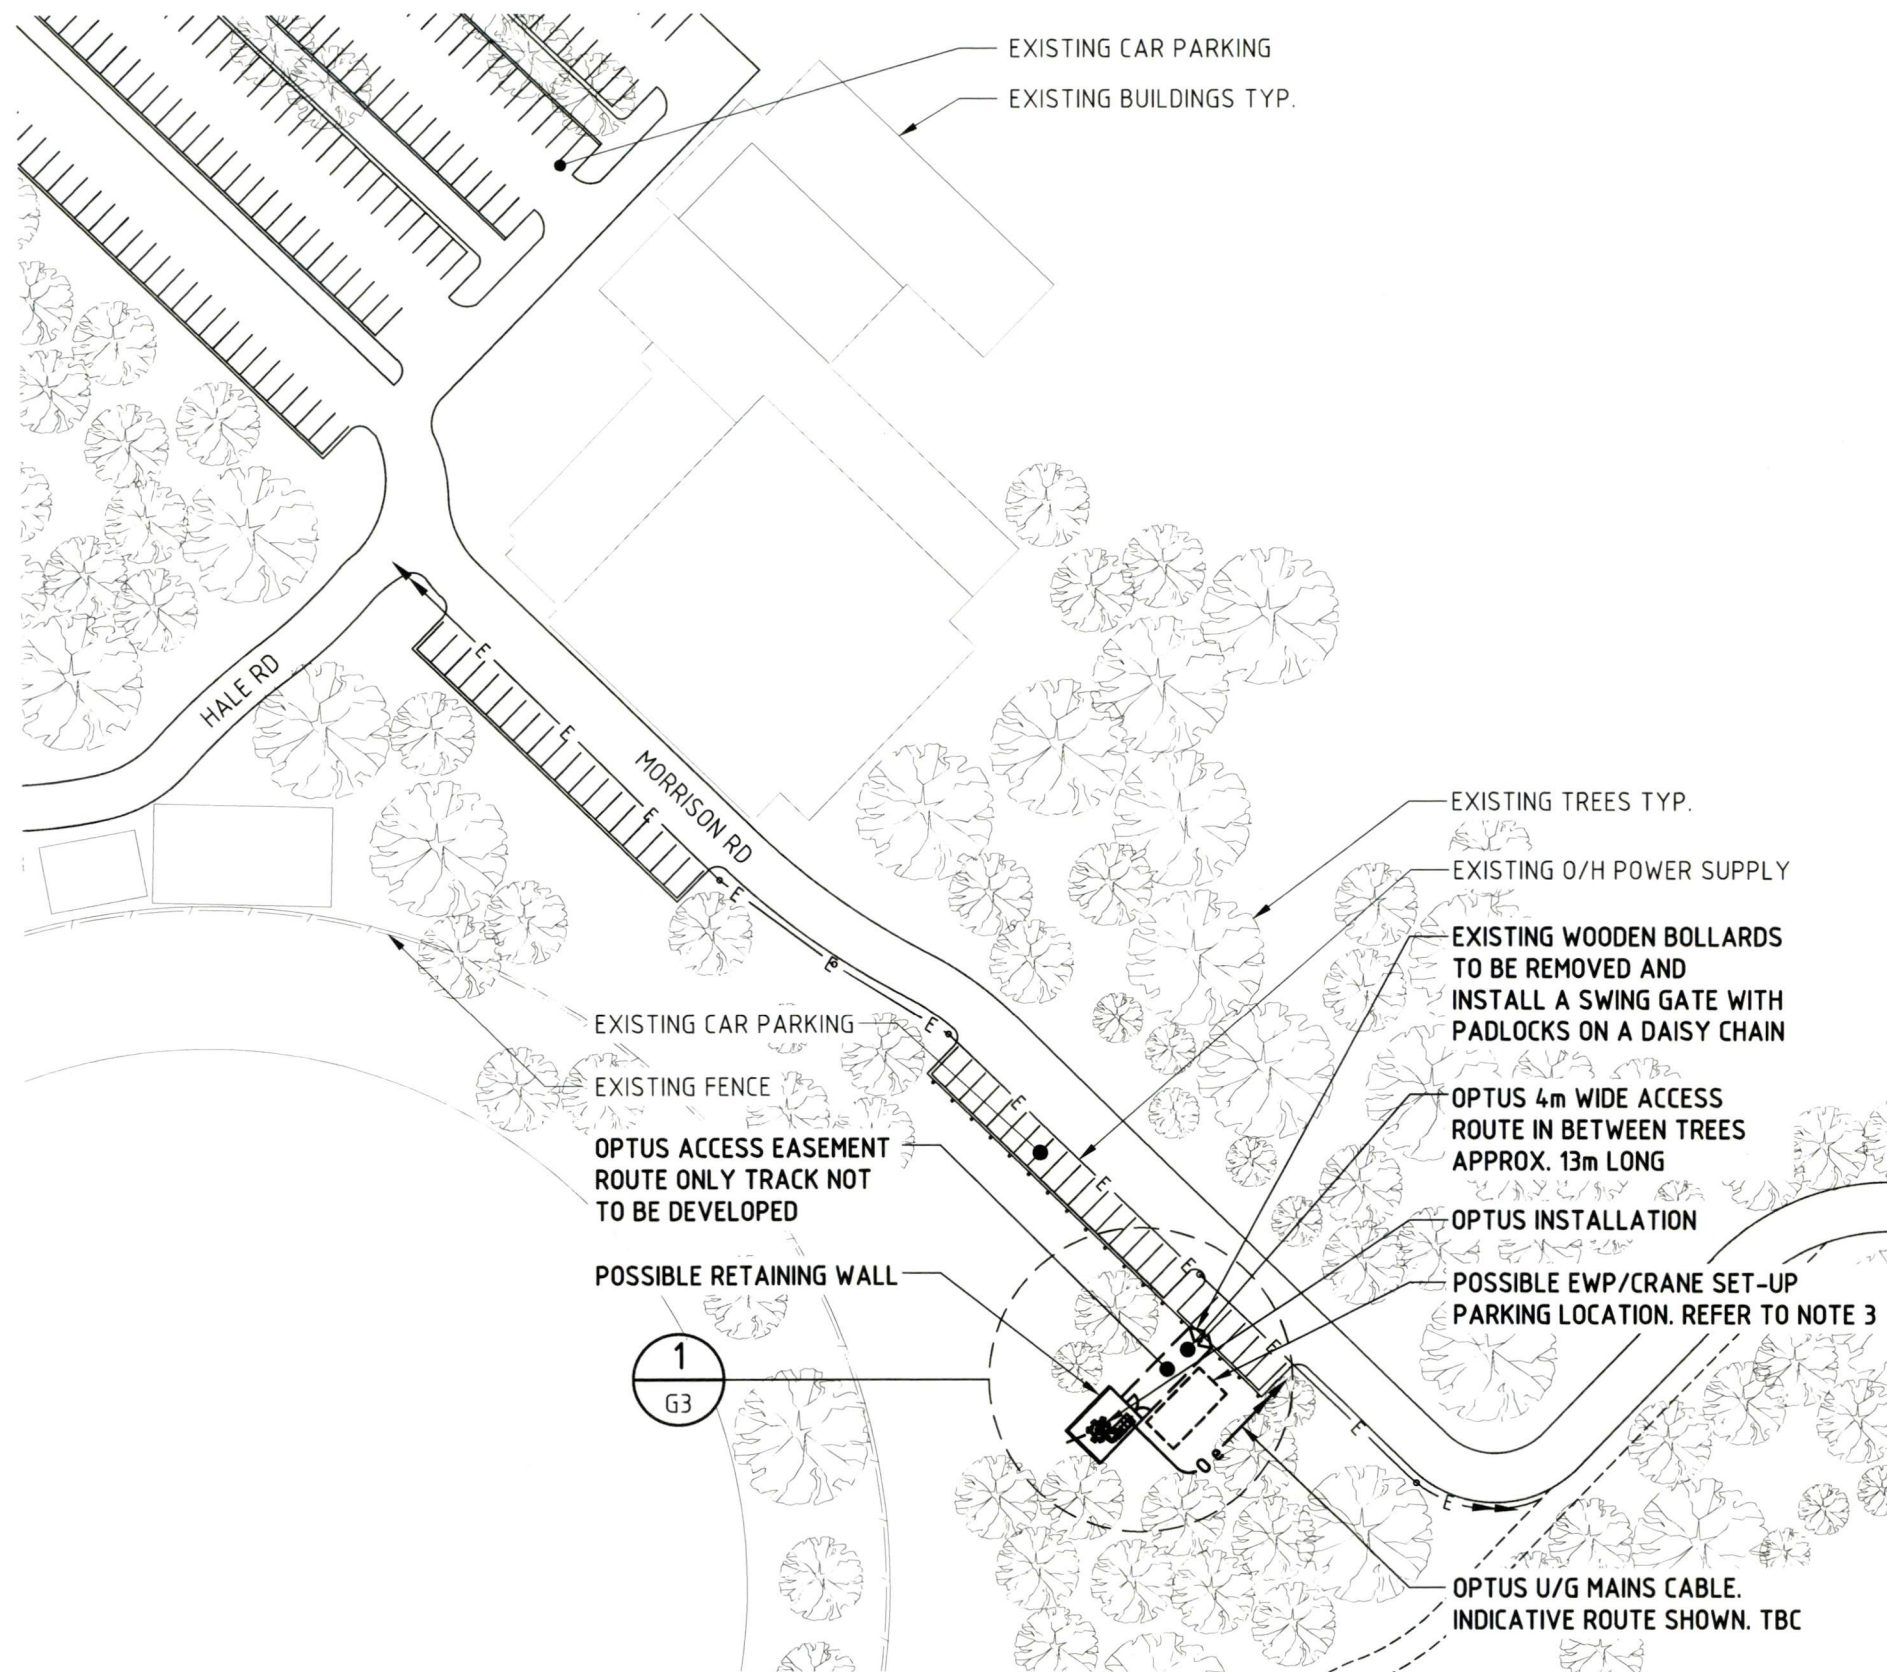 EXISTING CAR PARKING
EXISTING BUILDINGS TYP.
HALE RD
MORRISON RD
E
E
E
E
E
E
E
E
E
E
E
E
EXISTING TREES TYP.
EXISTING O/H POWER SUPPLY
EXISTING WOODEN BOLLARDS
TO BE REMOVED AND
INSTALL A SWING GATE WITH
PADLOCKS ON A DAISY CHAIN
EXISTING CAR PARKING
EXISTING FENCE
OPTUS 4m WIDE ACCESS
ROUTE IN BETWEEN TREES
APPROX. 13m LONG
OPTUS ACCESS EASEMENT
ROUTE ONLY TRACK NOT
TO BE DEVELOPED
OPTUS INSTALLATION
POSSIBLE RETAINING WALL
POSSIBLE EWP/CRANE SET-UP
PARKING LOCATION. REFER TO NOTE 3
1
G3
O e
OPTUS U/G MAINS CABLE.
INDICATIVE ROUTE SHOWN. TBC